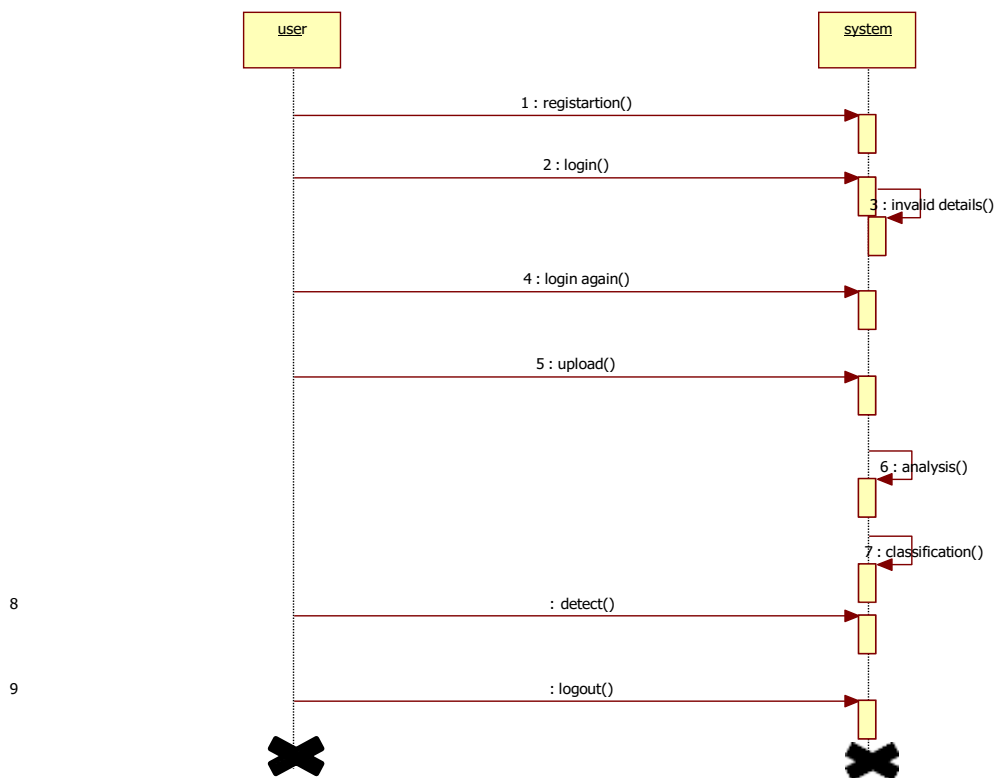 user
system
1 : registartion()
2 : login()
3 : invalid details()
4 : login again()
5 : upload()
6 : analysis()
7 : classification()
8 : detect()
9 : logout()